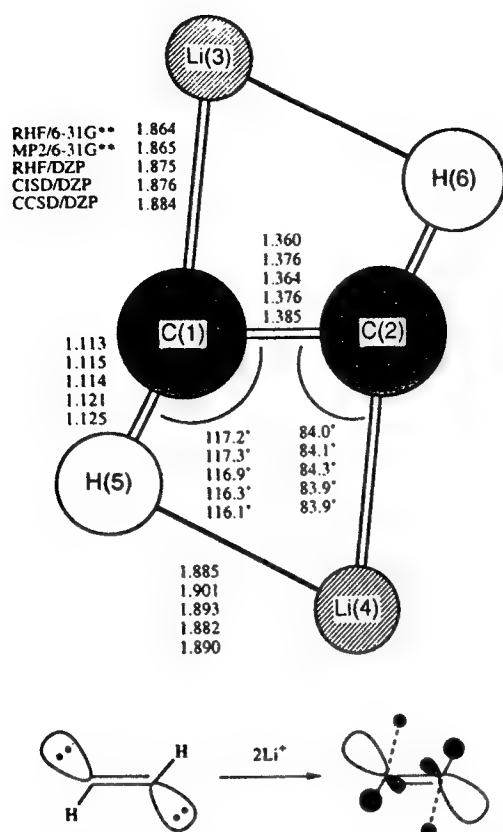 Li(3)
RHF/6-31G** 1.864
MP2/6-31G** 1.865
RHF/DZP 1.875
CISD/DZP 1.876
CCSD/DZP 1.884
H(6)
1.360
1.376
1.364
1.376
1.385
C(1)
C(2)
1.113
1.115
1.114
1.121
1.125
117.2°
117.3°
116.9°
116.3°
116.1°
84.0°
84.1°
84.3°
83.9°
83.9°
H(5)
1.885
1.901
1.893
1.882
1.890
Li(4)
H
2Li⁺
H